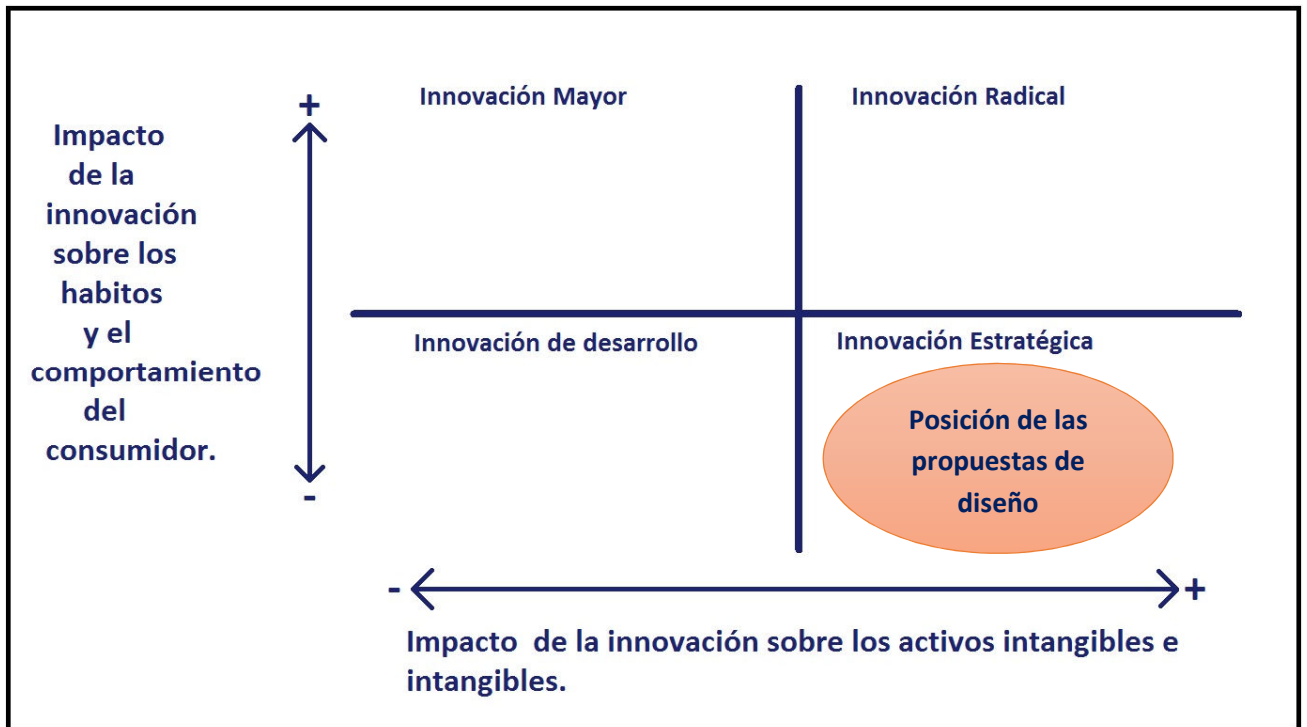 Innovación Mayor
Innovación Radical
+
Impacto
de la
innovación
sobre los
habitos
y el
comportamiento
del
consumidor.
-
Innovación de desarrollo
Innovación Estratégica
Posición de las
propuestas de
diseño
-
+
Impacto de la innovación sobre los activos intangibles e
intangibles.